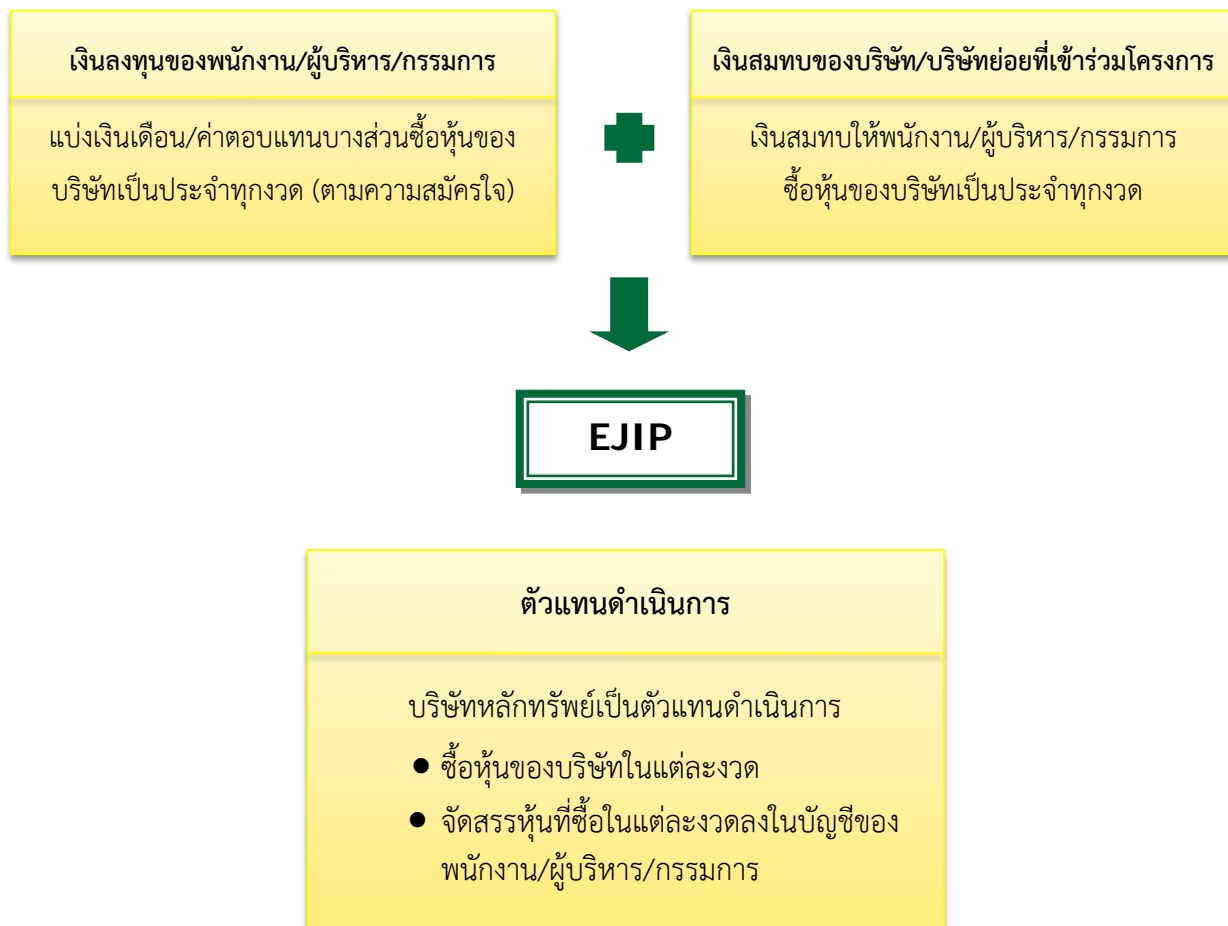 เงินลงทุนของพนักงาน/ผู้บริหาร/กรรมการ
แบ่งเงินเดือน/ค่าตอบแทนบางส่วนซื้อหุ้นของ
บริษัทเป็นประจำทุกงวด (ตามความสมัครใจ)
เงินสมทบของบริษัท/บริษัทย่อยที่เข้าร่วมโครงการ
เงินสมทบให้พนักงาน/ผู้บริหาร/กรรมการ
ซื้อหุ้นของบริษัทเป็นประจำทุกงวด
EJIP
ตัวแทนดำเนินการ
บริษัทหลักทรัพย์เป็นตัวแทนดำเนินการ
● ซื้อหุ้นของบริษัทในแต่ละงวด
● จัดสรรหุ้นที่ซื้อในแต่ละงวดลงในบัญชีของ
พนักงาน/ผู้บริหาร/กรรมการ